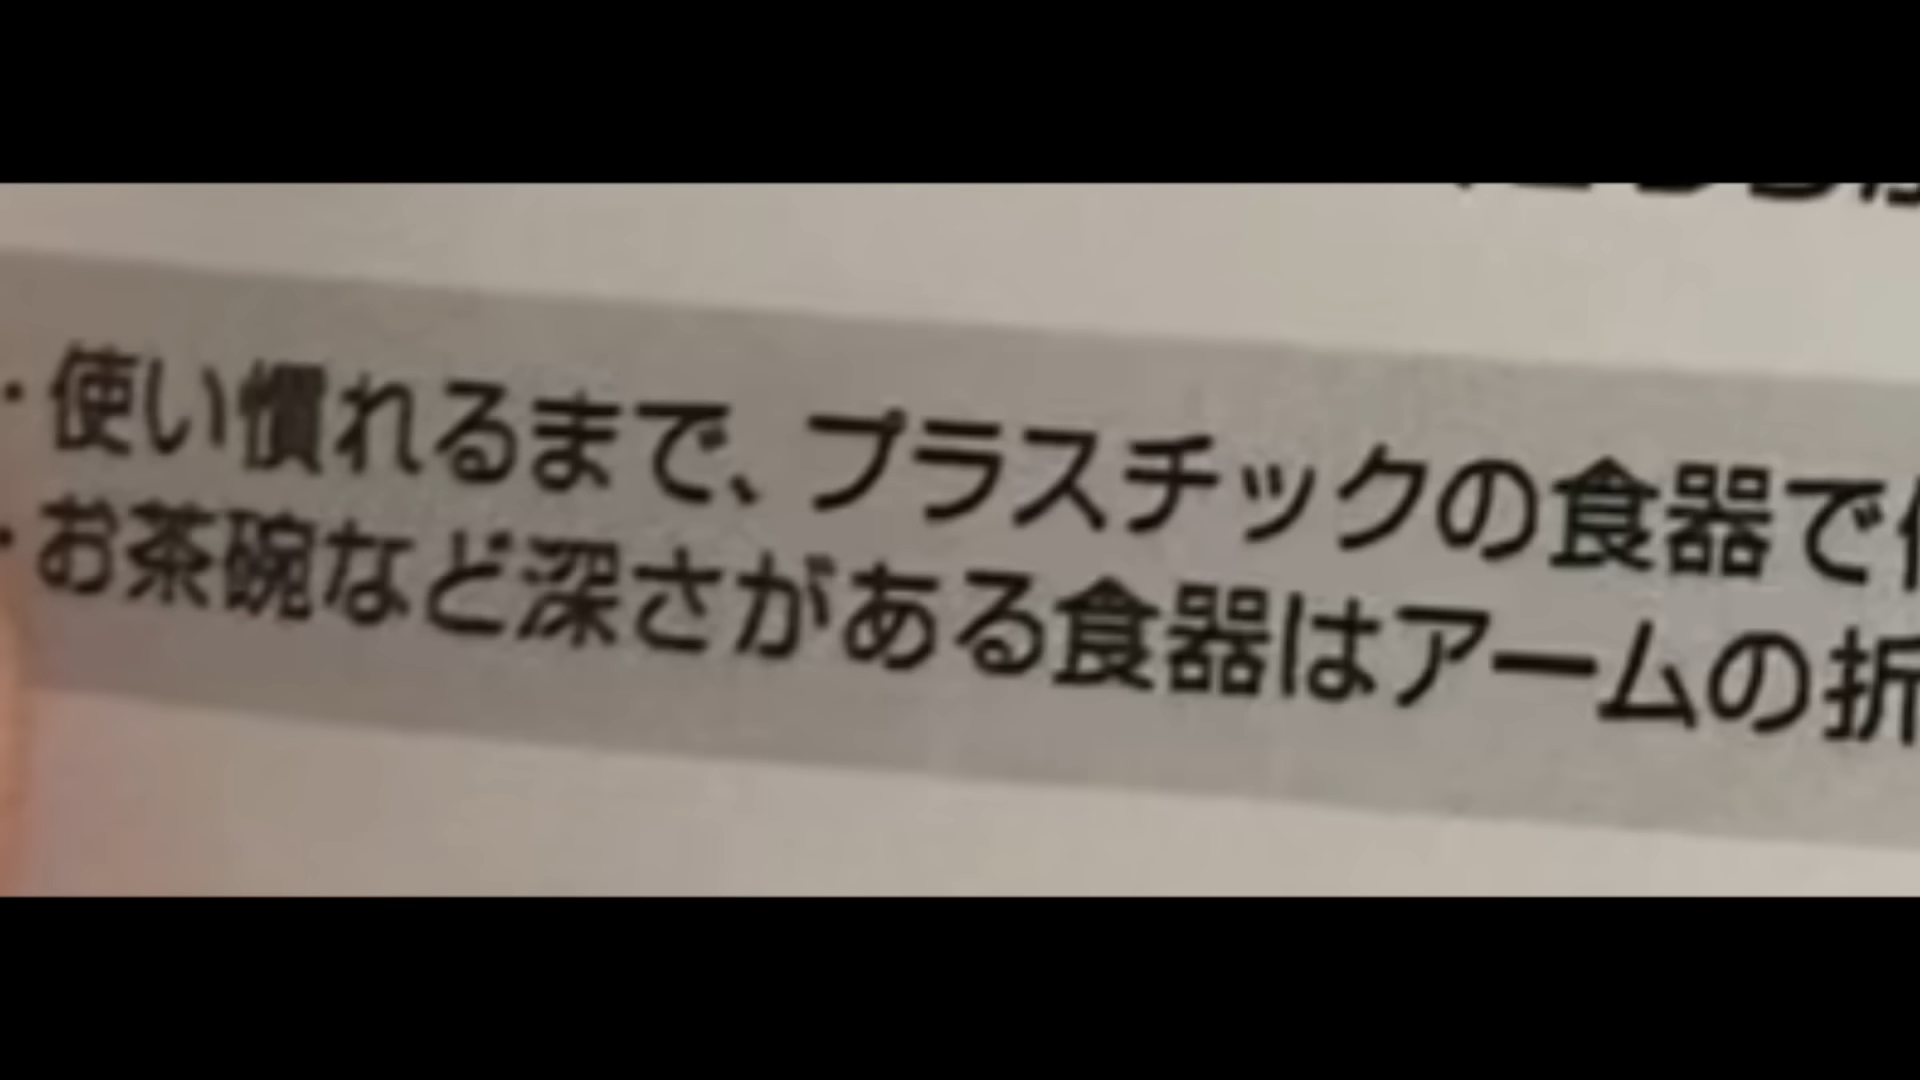 ・使い慣れるまで、プラスチックの食器で
・お茶碗など深さがある食器はアームの折